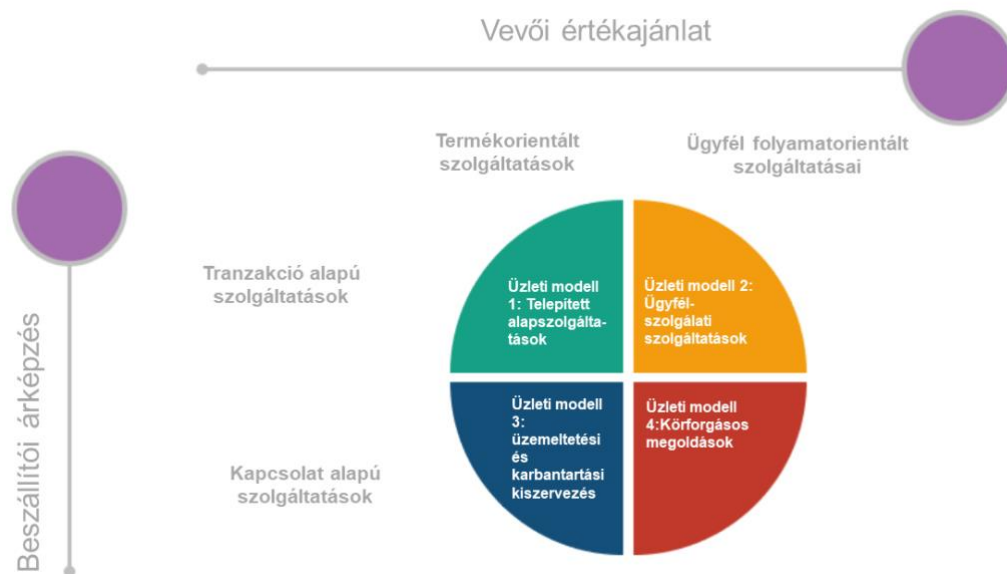 Vevői értékajánlat
Termékorientált
szolgáltatások
Ügyfél folyamatorientált
szolgáltatásai
Beszállítói árképzés
Tranzakció alapú
szolgáltatások
Üzleti modell
1: Telepített
alapszolgálta-
tások
Üzleti modell 2:
Ügyfél-
szolgálati
szolgáltatások
Kapcsolat alapú
szolgáltatások
Üzleti modell
3:
üzemeltetési
és
karbantartási
kiszervezés
Üzleti modell
4:Körforgásos
megoldások